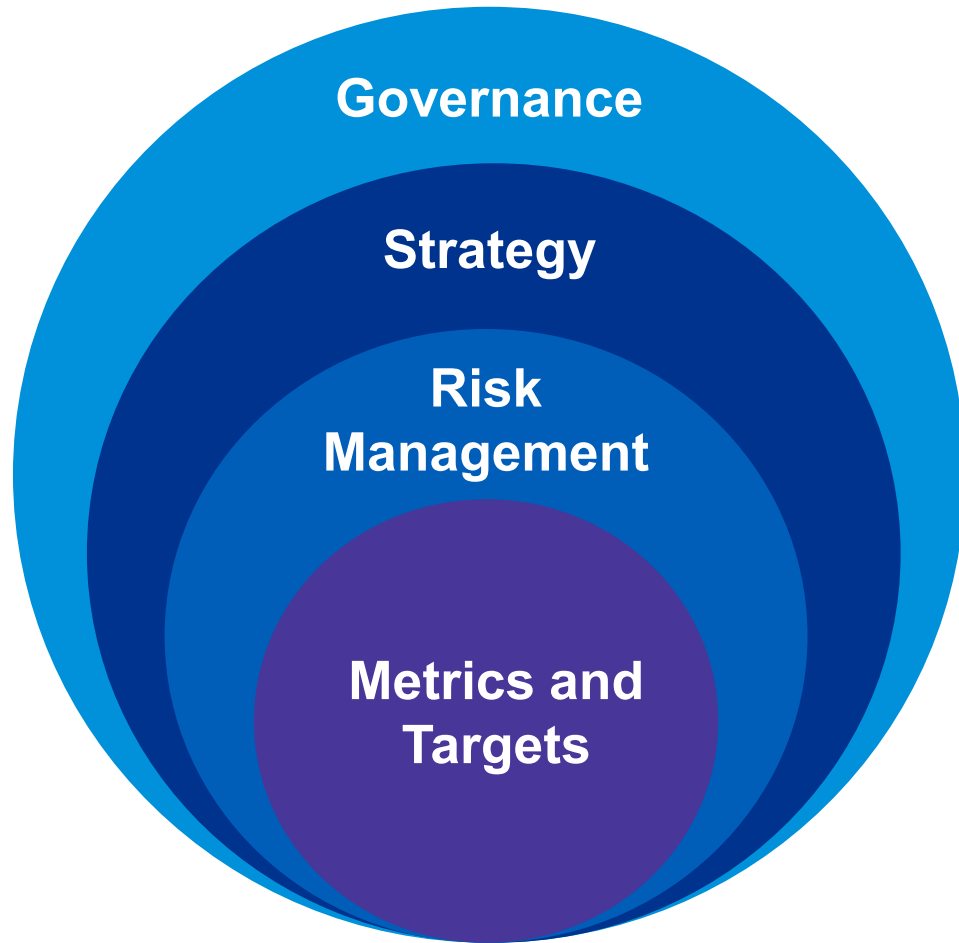 Governance
Strategy
Risk
Management
Metrics and
Targets